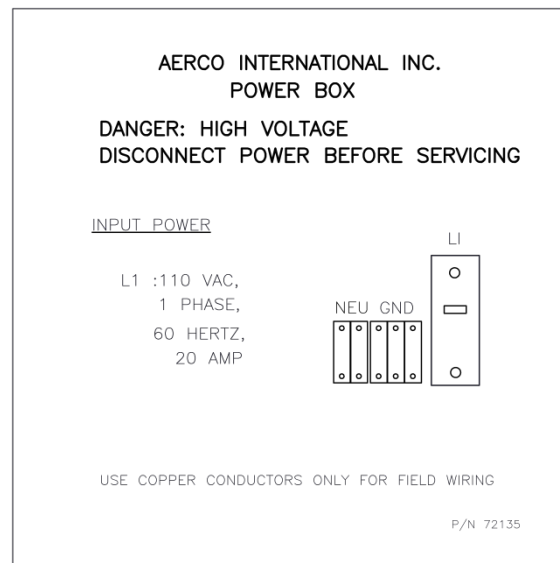 AERCO INTERNATIONAL INC.
POWER BOX
DANGER: HIGH VOLTAGE
DISCONNECT POWER BEFORE SERVICING
INPUT POWER
L1 :110 VAC,
1 PHASE,
60 HERTZ,
20 AMP
LI
NEU GND
USE COPPER CONDUCTORS ONLY FOR FIELD WIRING
P/N 72135